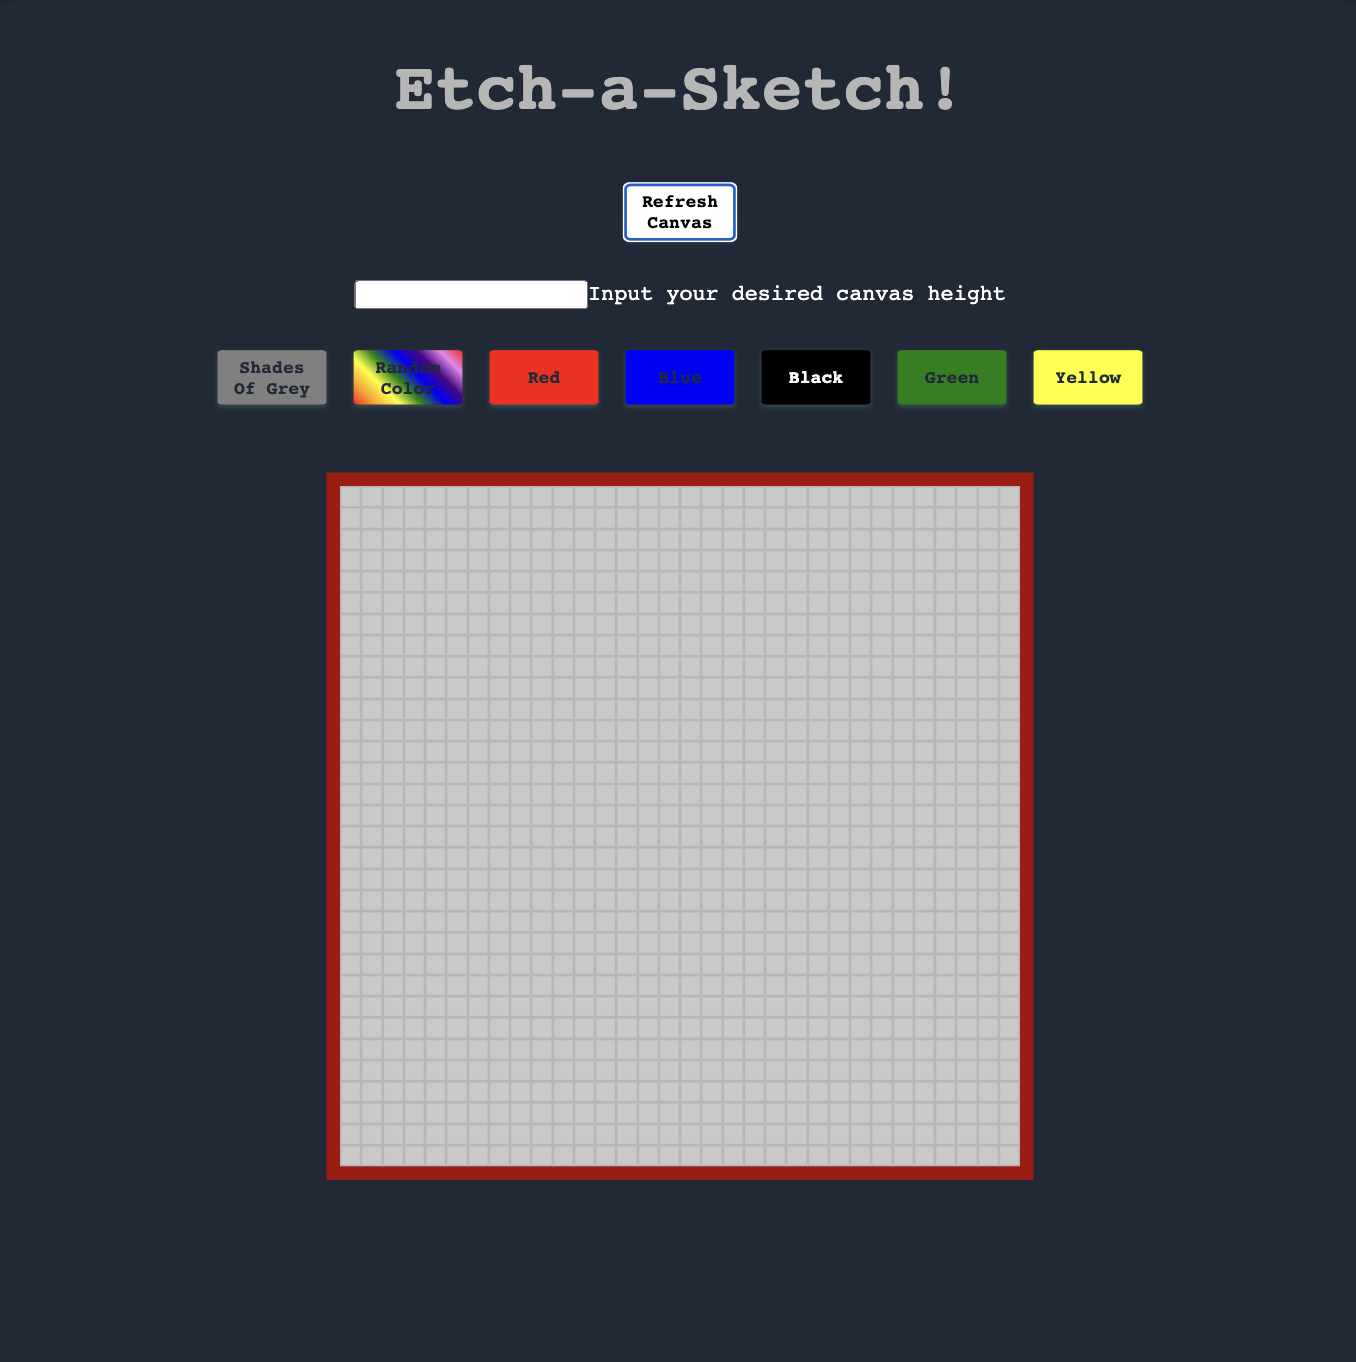 Etch-a-Sketch!
Refresh
Canvas
Input your desired canvas height
Shades
Of Grey
Random
Color
Red
Blue
Black
Green
Yellow